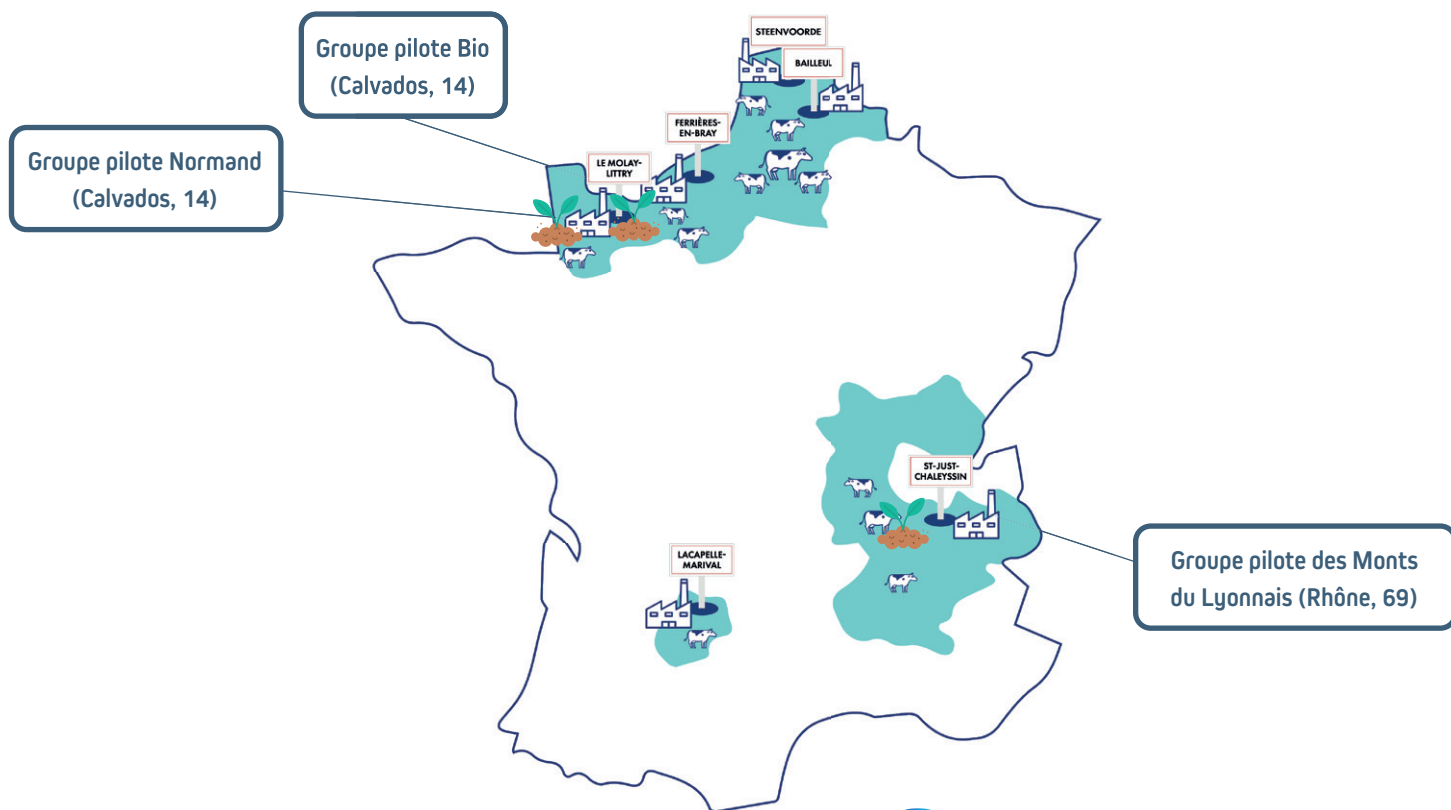 STEENVOORDE
BAILLEUL
Groupe pilote Bio
(Calvados, 14)
FERRIÈRES-
EN-BRAY
Groupe pilote Normand
(Calvados, 14)
LE MOLAY-
LITTRY
ST-JUST-
CHALEYSSIN
LACAPELLE-
MARIVAL
Groupe pilote des Monts
du Lyonnais (Rhône, 69)